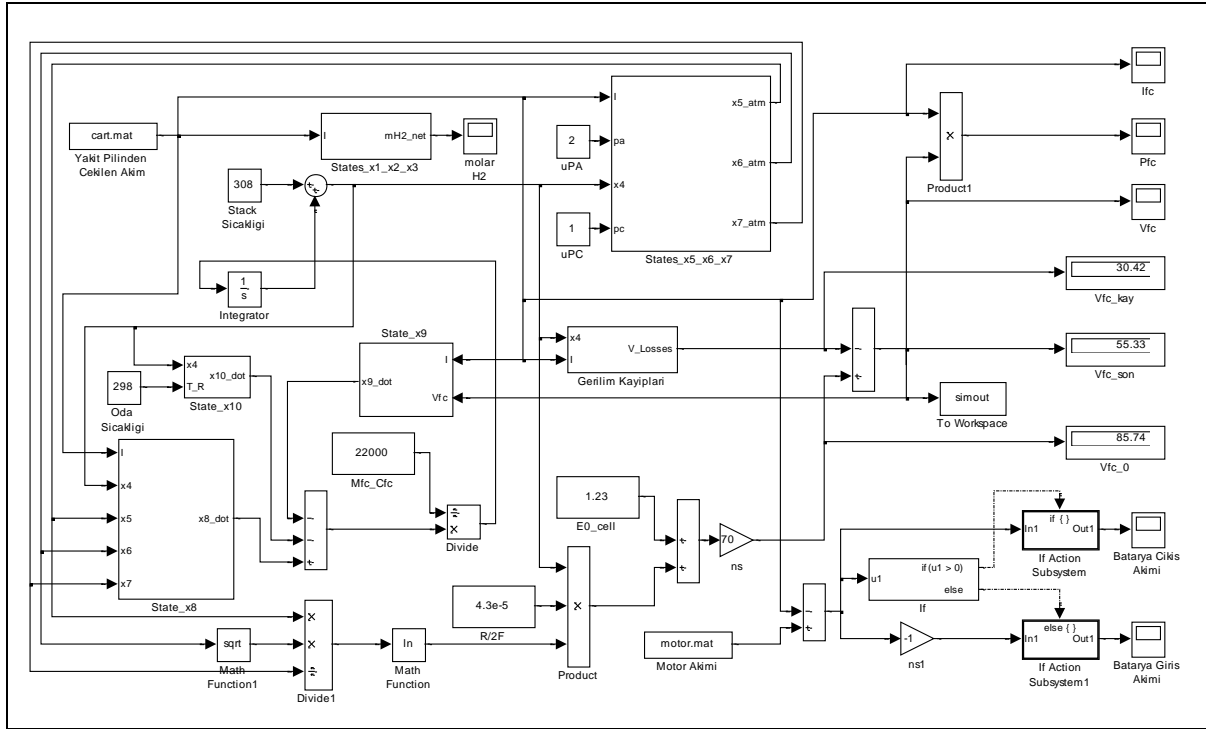 cart.mat
Yakit Pilinden
Cekilen Akim
I
mH2_net
States_x1_x2_x3
molar
H2
308
Stack
Sicakligi
1
s
Integrator
2
uPA
1
uPC
I
pa
x4
pc
x5_atm
x6_atm
x7_atm
States_x5_x6_x7
×
Product1
Ifc
Pfc
Vfc
30.42
Vfc_kay
55.33
Vfc_son
simout
To Workspace
85.74
Vfc_0
x4
T_R
x10_dot
State_x10
298
Oda
Sicakligi
State_x9
I
x9_dot
Vfc
x4
I
V_Losses
Gerilim Kayiplari
I
x4
x5
x6
x7
x8_dot
State_x8
22000
Mfc_Cfc
÷
×
Divide
1.23
E0_cell
70
ns
4.3e-5
R/2F
×
Product
sqrt
Math
Function1
×
×
÷
Divide1
ln
Math
Function
motor.mat
Motor Akimi
-1
ns1
u1
if(u1 > 0)
else
If
if { }
In1
Out1
If Action
Subsystem
Batarya Cikis
Akimi
else { }
In1
Out1
If Action
Subsystem1
Batarya Giris
Akimi